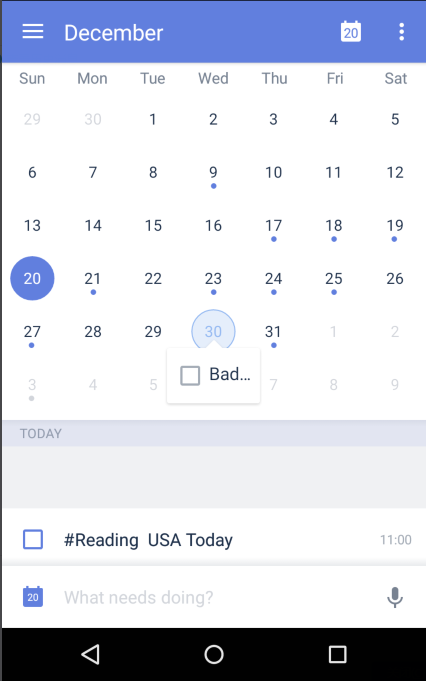 December 20
Sun Mon Tue Wed Thu Fri Sat
29 30 1 2 3 4 5
6 7 8 9 10 11 12
13 14 15 16 17 18 19
20 21 22 23 24 25 26
27 28 29 30 31 1 2
3 4 5 7 8 9
Bad...
TODAY
#Reading USA Today 11:00
20 What needs doing?